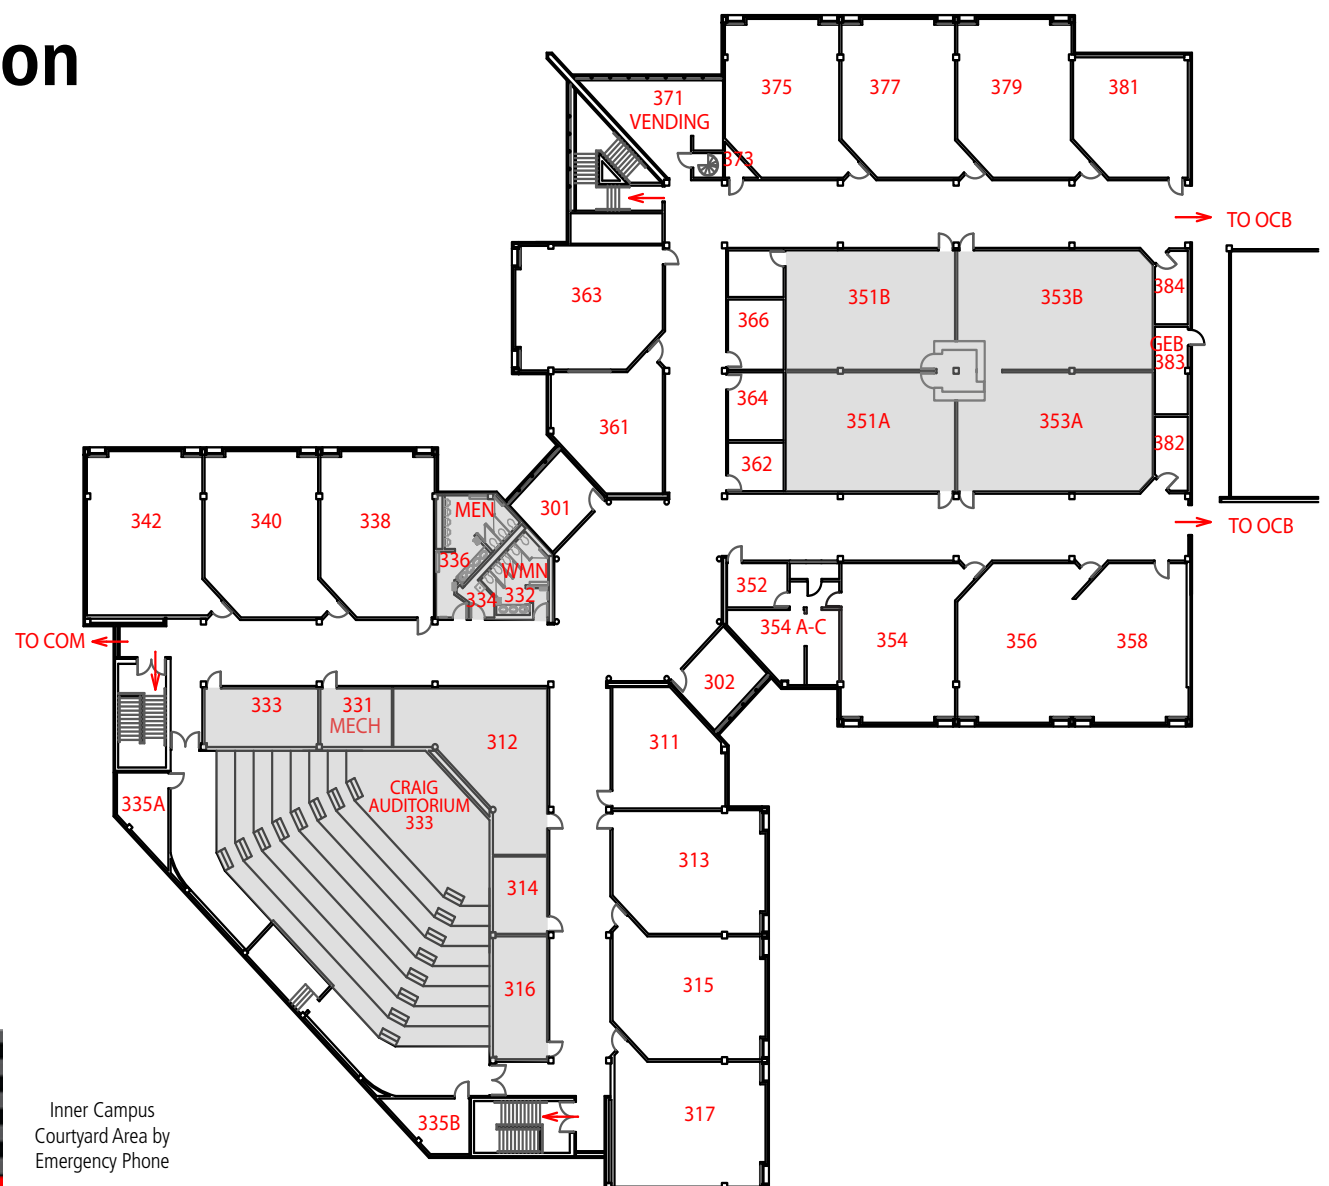 on
375
377
379
381
371
VENDING
373
TO OCB
363
351B
353B
384
366
GEB
383
364
361
351A
353A
382
362
342
340
338
MEN
301
TO OCB
336
WMN
334
332
352
354 A-C
354
356
358
TO COM
302
333
331
MECH
312
311
335A
CRAIG
AUDITORIUM
333
313
314
315
316
317
335B
Inner Campus
Courtyard Area by
Emergency Phone